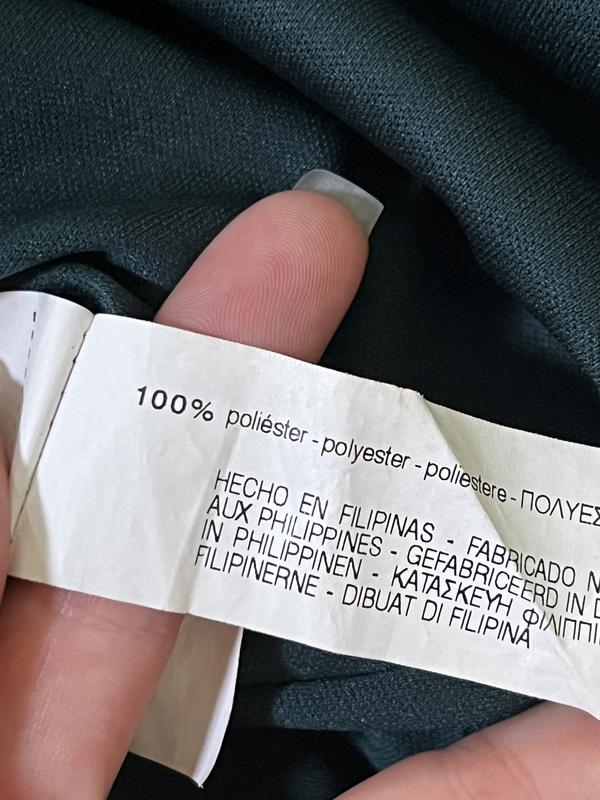 100% poliéster - polyester - poliestere - ΠΟΛΥΕΣ
HECHO EN FILIPINAS - FABRICADO N
AUX PHILIPPINES - GEFABRICEERD IN D
IN PHILIPPINEN - ΚΑΤΑΣΚΕΥΗ ΦΙΛΙΠΠΙ
FILIPINERNE - DIBUAT DI FILIPINA